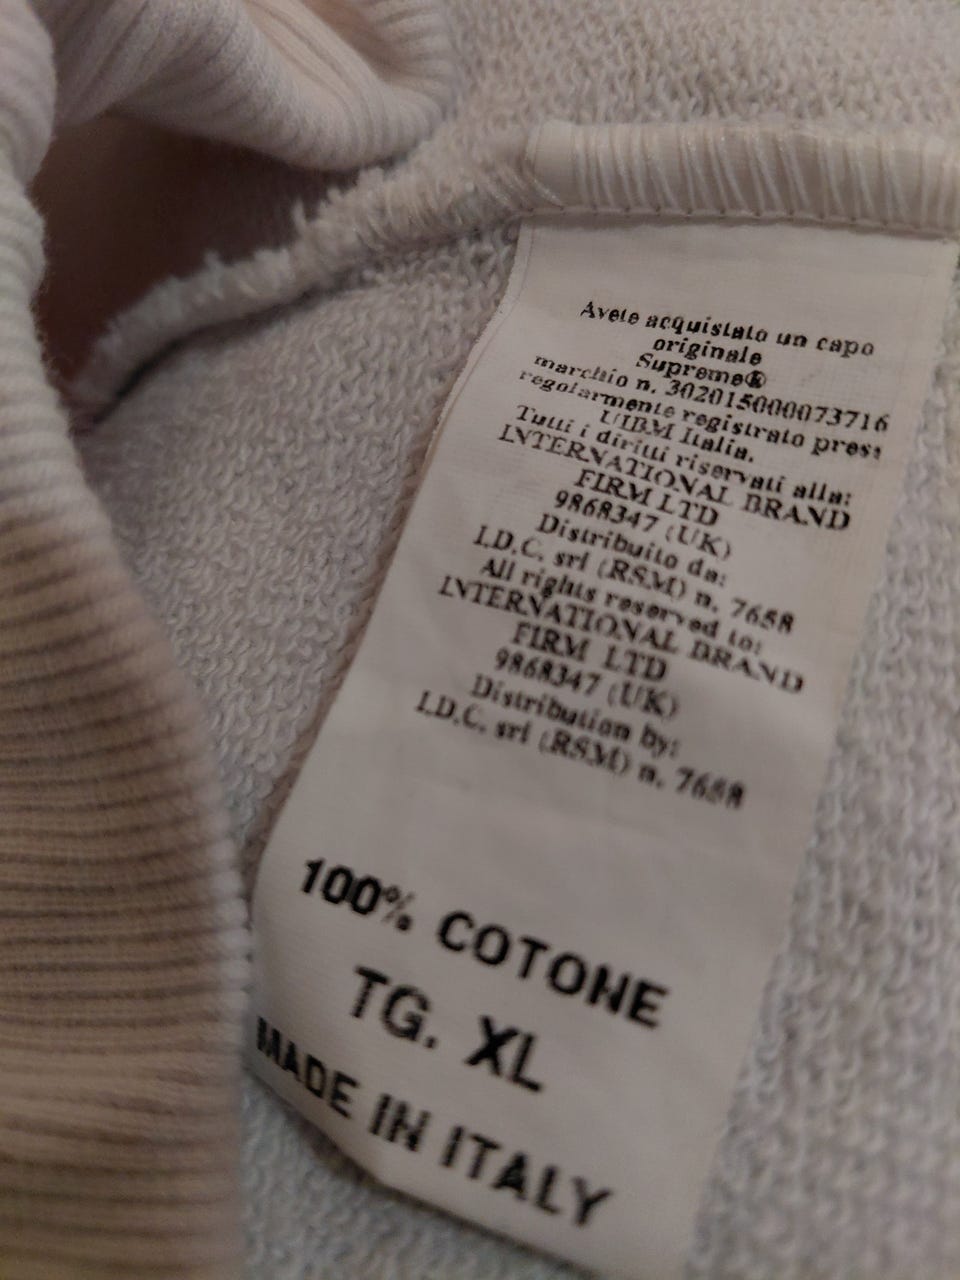 Avete acquistato un capo
originale
Supreme®
marchio n. 302015000073716
regolarmente registrato press
UIBM Italia.
Tutti i diritti riservati alla:
INTERNATIONAL BRAND
FIRM LTD
9868347 (UK)
Distribuito da:
I.D.C. srl (RSM) n. 7658
All rights reserved to:
INTERNATIONAL BRAND
FIRM LTD
9868347 (UK)
Distribution by:
I.D.C. srl (RSM) n. 7658
100% COTONE
TG. XL
MADE IN ITALY